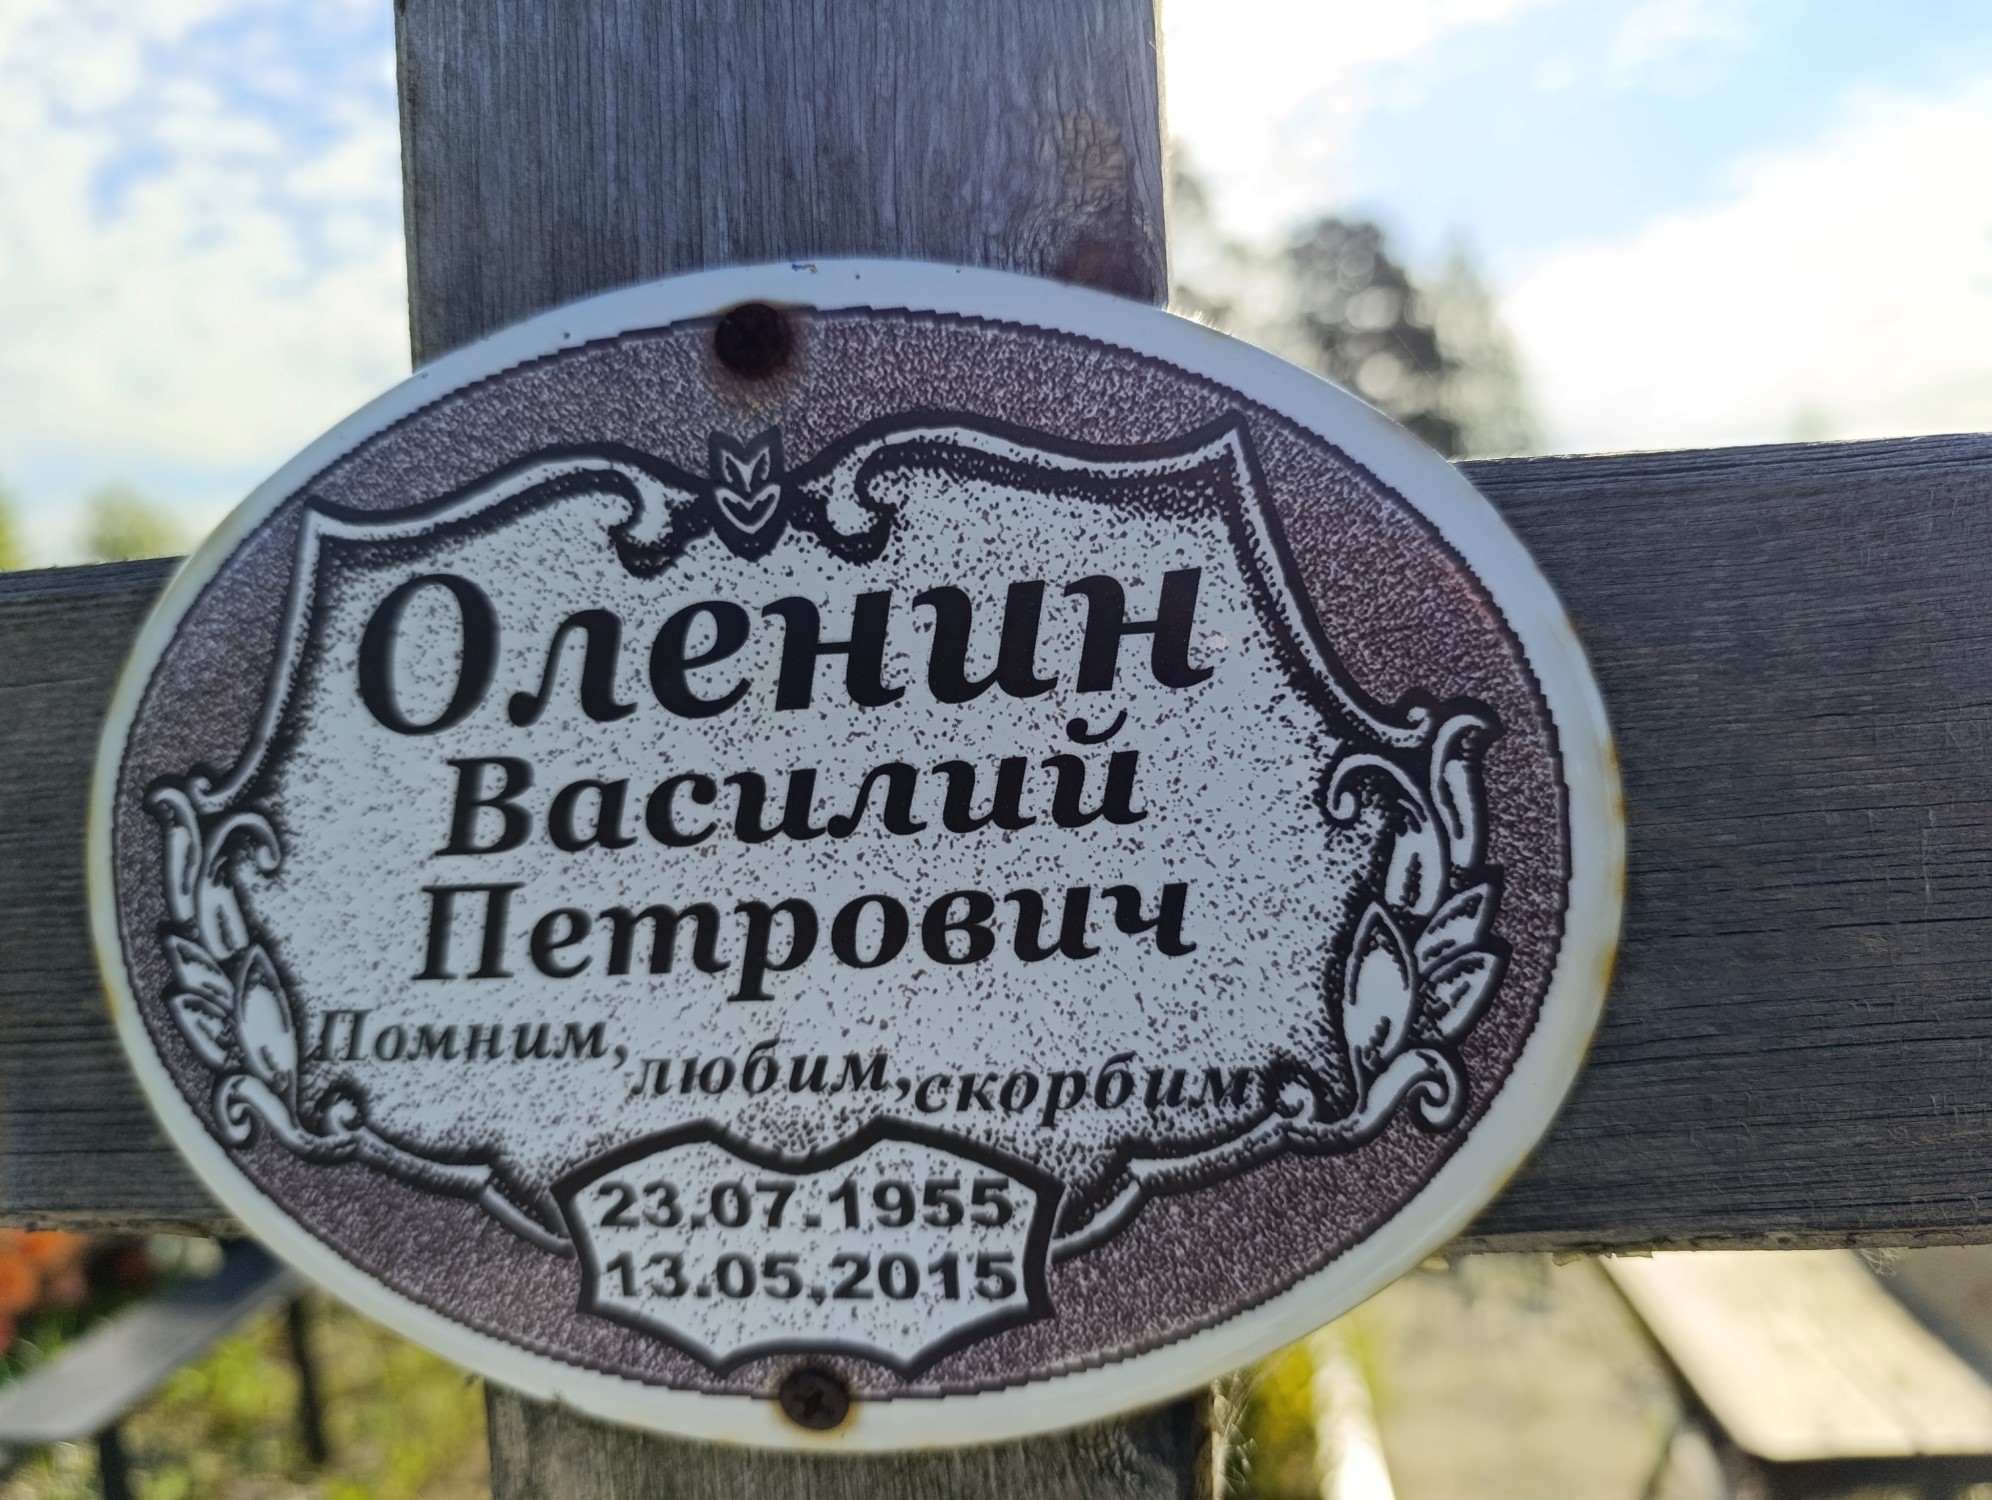 Оленин
Василий
Петрович
Помним, любим, скорбим
23.07.1955
13.05.2015